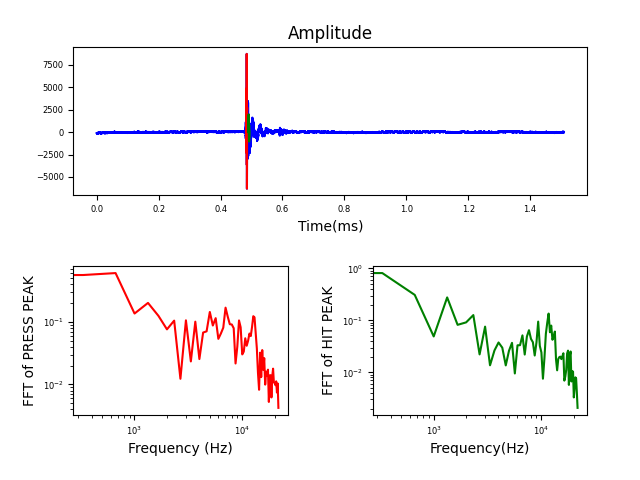 Amplitude
7500
5000
2500
0
−2500
−5000
0.0 0.2 0.4 0.6 0.8 1.0 1.2 1.4
Time(ms)
FFT of PRESS PEAK
10⁻¹
10⁻²
10³ 10⁴
Frequency (Hz)
FFT of HIT PEAK
10⁰
10⁻¹
10⁻²
10³ 10⁴
Frequency(Hz)